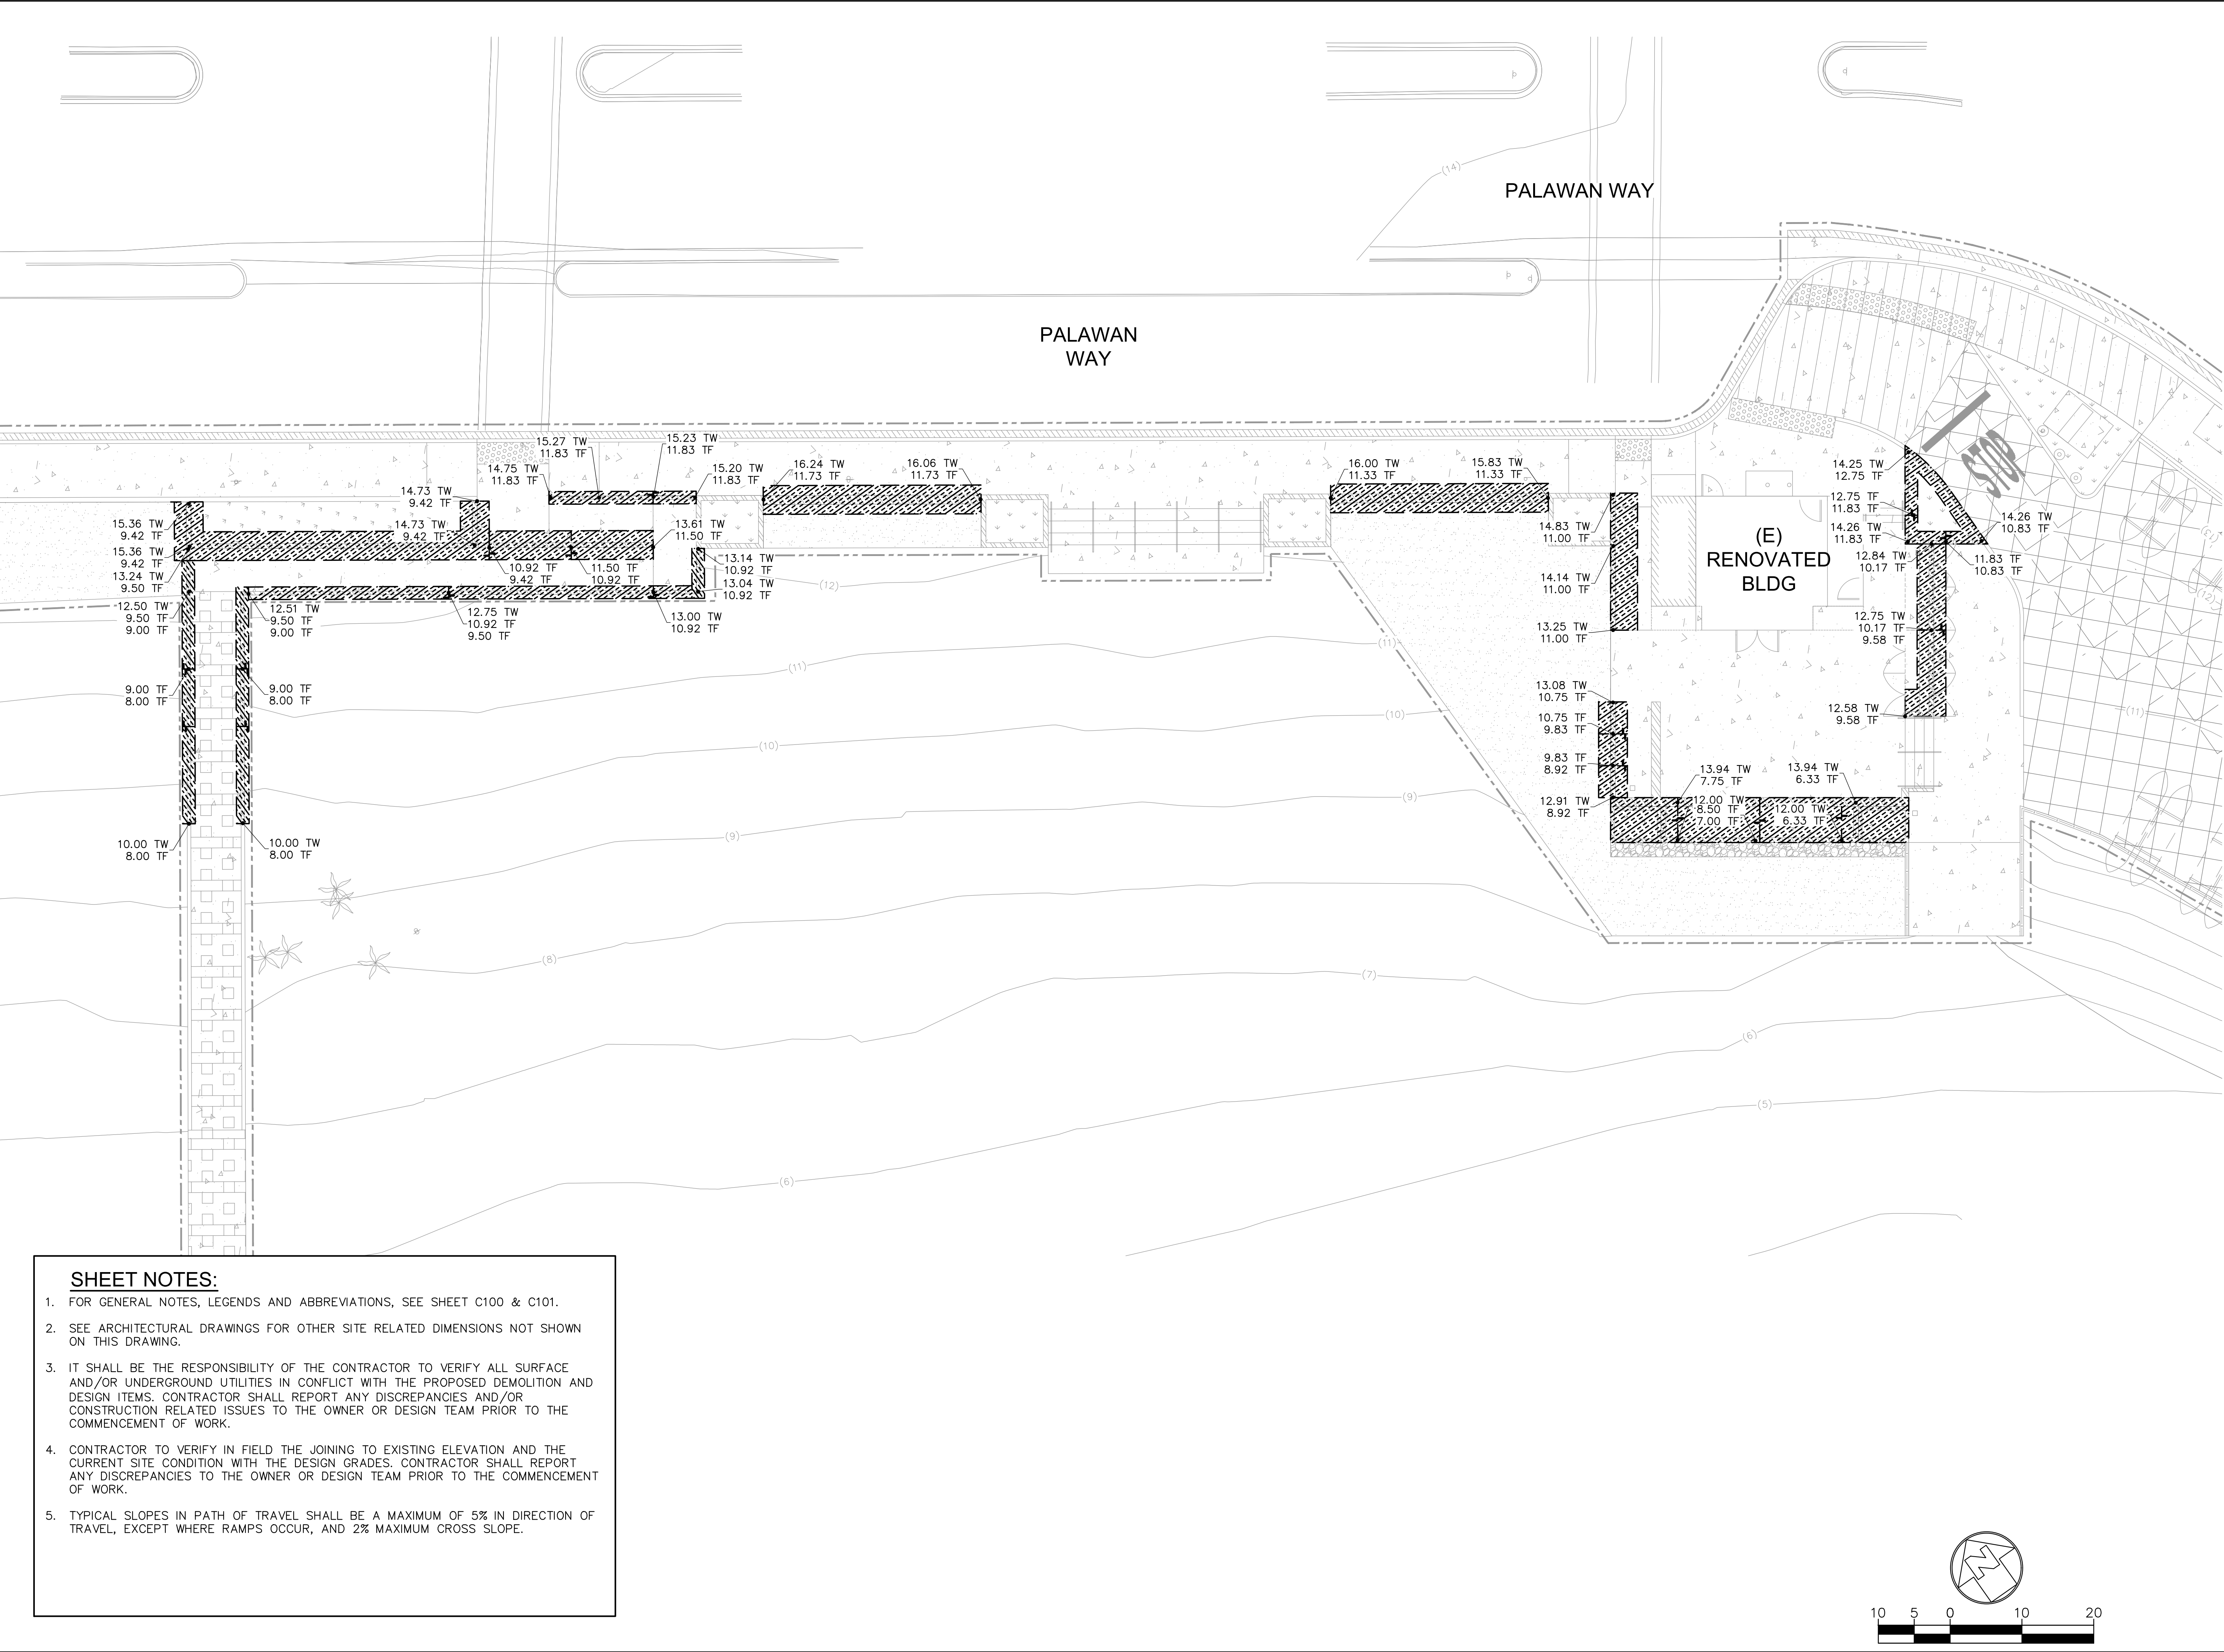 (14)
PALAWAN WAY
PALAWAN
WAY
STOP
15.27 TW
11.83 TF
15.23 TW
11.83 TF
14.75 TW
11.83 TF
15.20 TW
11.83 TF
16.24 TW
11.73 TF
16.06 TW
11.73 TF
16.00 TW
11.33 TF
15.83 TW
11.33 TF
14.25 TW
12.75 TF
14.73 TW
9.42 TF
14.73 TW
9.42 TF
15.36 TW
9.42 TF
15.36 TW
9.42 TF
13.24 TW
9.50 TF
12.50 TW
9.50 TF
9.00 TF
12.51 TW
9.50 TF
9.00 TF
10.92 TF
9.42 TF
11.50 TF
10.92 TF
13.61 TW
11.50 TF
13.14 TW
10.92 TF
13.04 TW
10.92 TF
13.00 TW
10.92 TF
12.75 TW
10.92 TF
9.50 TF
9.00 TF
8.00 TF
9.00 TF
8.00 TF
10.00 TW
8.00 TF
10.00 TW
8.00 TF
14.83 TW
11.00 TF
14.14 TW
11.00 TF
13.25 TW
11.00 TF
13.08 TW
10.75 TF
10.75 TF
9.83 TF
9.83 TF
8.92 TF
12.91 TW
8.92 TF
(E)
RENOVATED
BLDG
12.75 TF
11.83 TF
14.26 TW
11.83 TF
14.26 TW
10.83 TF
12.84 TW
10.17 TF
11.83 TF
10.83 TF
12.75 TW
10.17 TF
9.58 TF
12.58 TW
9.58 TF
13.94 TW
7.75 TF
13.94 TW
6.33 TF
12.00 TW
8.50 TF
7.00 TF
12.00 TW
6.33 TF
(13)
(12)
(12)
(11)
(11)
(11)
(10)
(10)
(9)
(9)
(8)
(7)
(6)
(6)
(5)
SHEET NOTES:
1. FOR GENERAL NOTES, LEGENDS AND ABBREVIATIONS, SEE SHEET C100 & C101.
2. SEE ARCHITECTURAL DRAWINGS FOR OTHER SITE RELATED DIMENSIONS NOT SHOWN
ON THIS DRAWING.
3. IT SHALL BE THE RESPONSIBILITY OF THE CONTRACTOR TO VERIFY ALL SURFACE
AND/OR UNDERGROUND UTILITIES IN CONFLICT WITH THE PROPOSED DEMOLITION AND
DESIGN ITEMS. CONTRACTOR SHALL REPORT ANY DISCREPANCIES AND/OR
CONSTRUCTION RELATED ISSUES TO THE OWNER OR DESIGN TEAM PRIOR TO THE
COMMENCEMENT OF WORK.
4. CONTRACTOR TO VERIFY IN FIELD THE JOINING TO EXISTING ELEVATION AND THE
CURRENT SITE CONDITION WITH THE DESIGN GRADES. CONTRACTOR SHALL REPORT
ANY DISCREPANCIES TO THE OWNER OR DESIGN TEAM PRIOR TO THE COMMENCEMENT
OF WORK.
5. TYPICAL SLOPES IN PATH OF TRAVEL SHALL BE A MAXIMUM OF 5% IN DIRECTION OF
TRAVEL, EXCEPT WHERE RAMPS OCCUR, AND 2% MAXIMUM CROSS SLOPE.
N
10 5 0 10 20